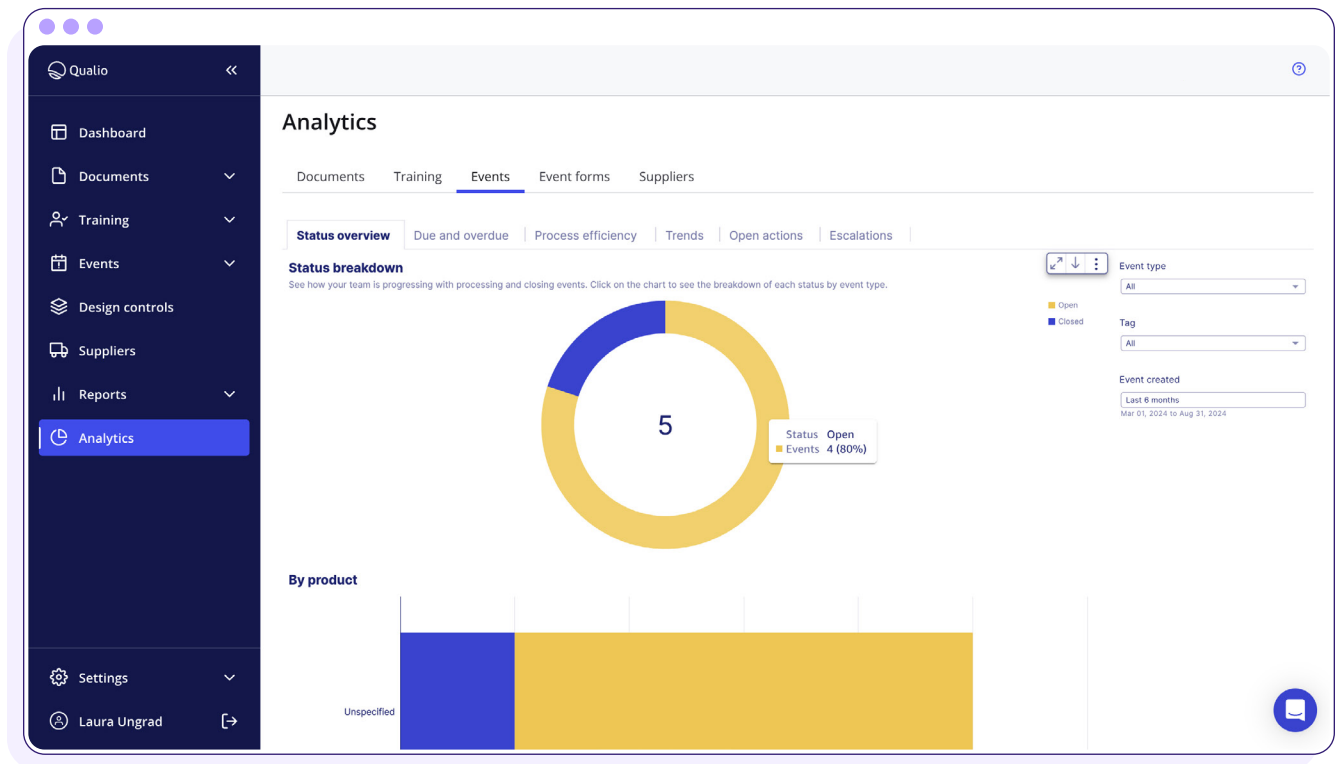 Qualio
Dashboard
Documents
Training
Events
Design controls
Suppliers
Reports
Analytics
Settings
Laura Ungrad
Analytics
Documents Training Events Event forms Suppliers
Status overview Due and overdue Process efficiency Trends Open actions Escalations
Status breakdown
See how your team is progressing with processing and closing events. Click on the chart to see the breakdown of each status by event type.
Open
Closed
Event type
All
Tag
All
Event created
Last 6 months
Mar 01, 2024 to Aug 31, 2024
5
Status Open
Events 4 (80%)
By product
Unspecified